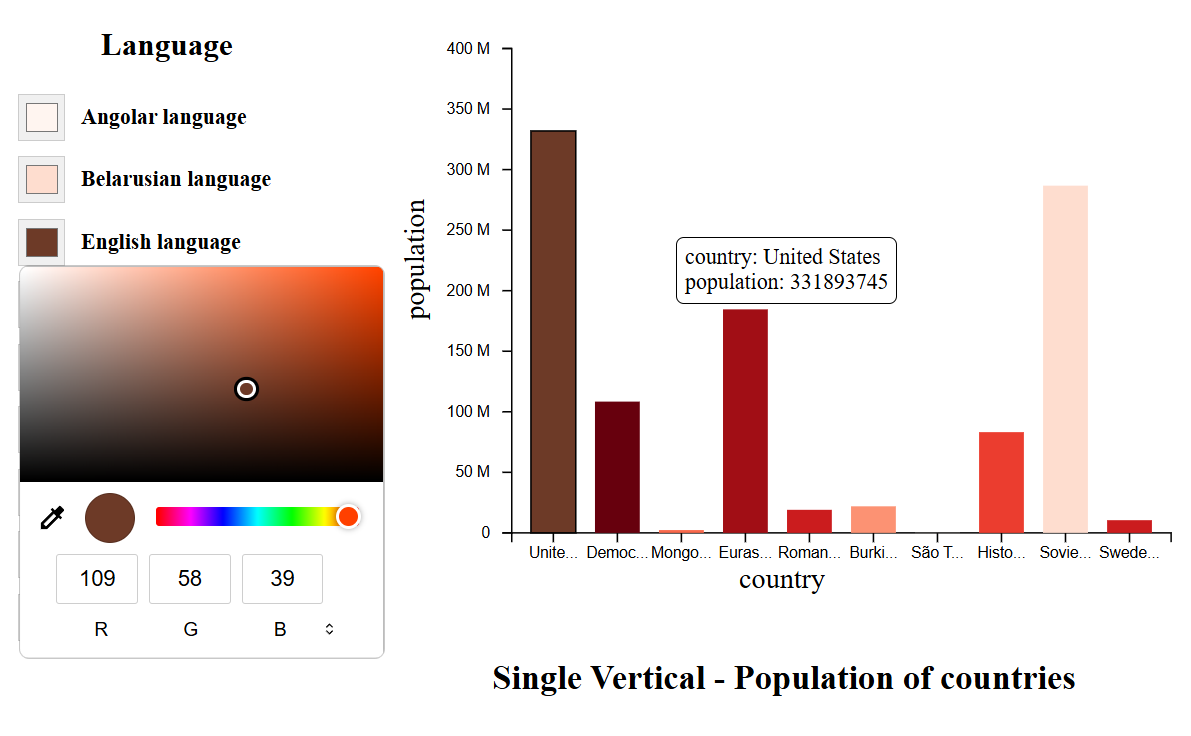 Language
Angolar language
Belarusian language
English language
109 58 39
R G B
400 M
350 M
300 M
250 M
200 M
150 M
100 M
50 M
0
population
country: United States
population: 331893745
Unite... Democ... Mongo... Euras... Roman... Burki... São T... Histo... Sovie... Swede...
country
Single Vertical - Population of countries